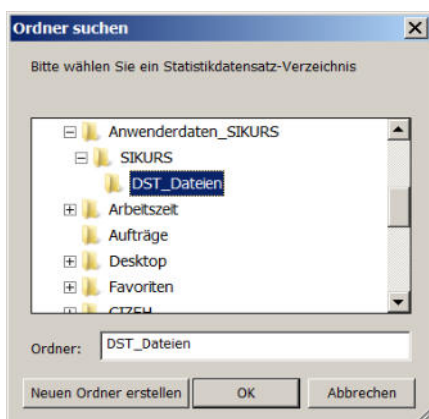 Ordner suchen
Bitte wählen Sie ein Statistikdatensatz-Verzeichnis
Anwenderdaten_SIKURS
SIKURS
DST_Dateien
Arbeitszeit
Aufträge
Desktop
Favoriten
Ordner: DST_Dateien
Neuen Ordner erstellen OK Abbrechen